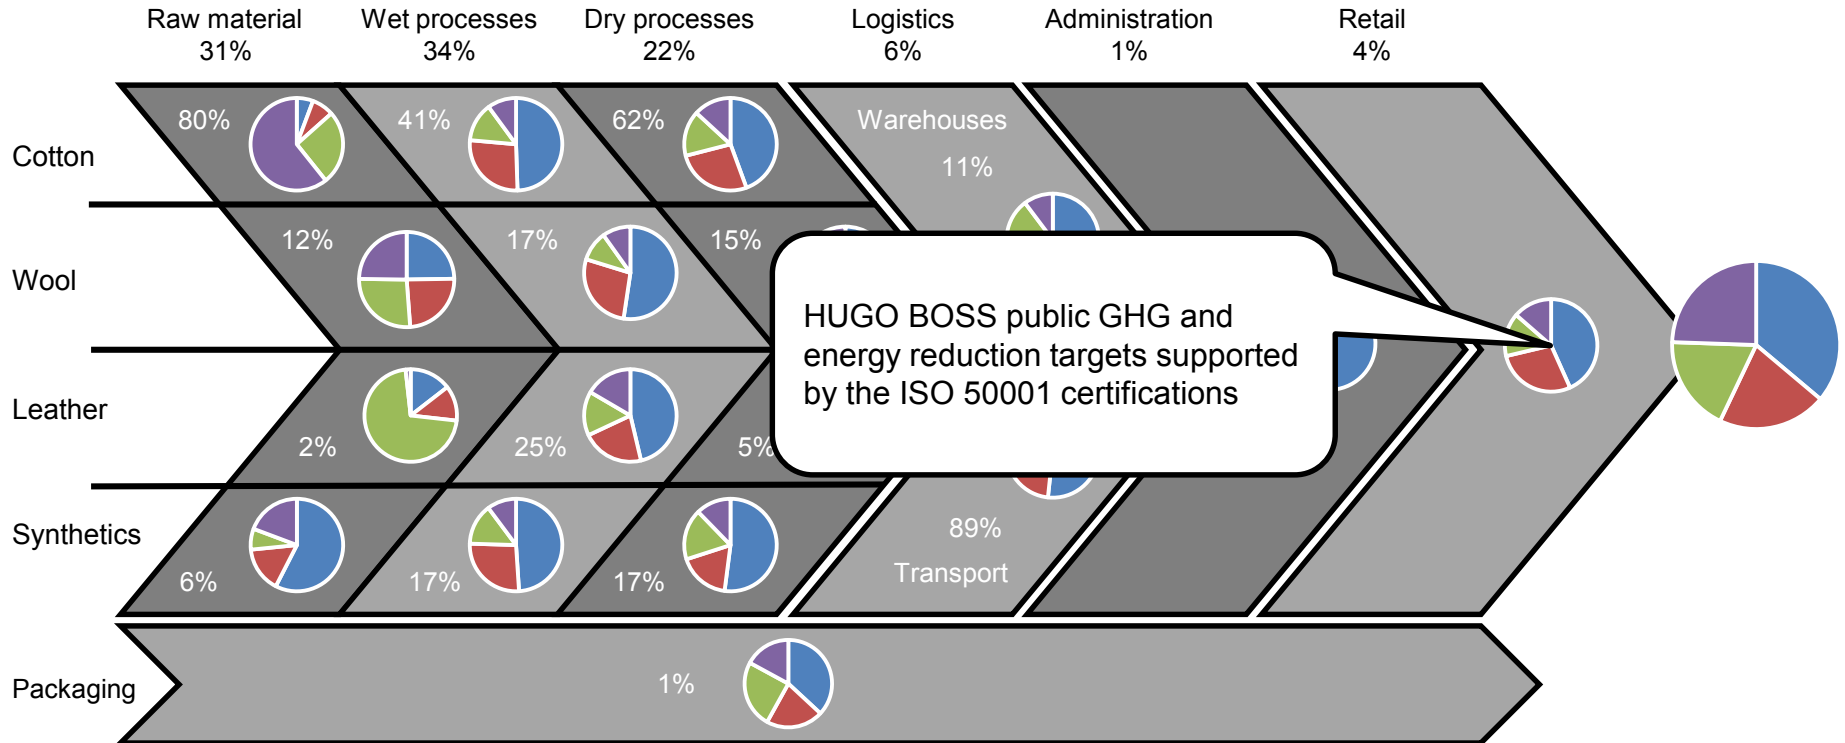 Raw material
31%
Wet processes
34%
Dry processes
22%
Logistics
6%
Administration
1%
Retail
4%
Cotton
80%
41%
62%
Warehouses
11%
Wool
12%
17%
15%
HUGO BOSS public GHG and
energy reduction targets supported
by the ISO 50001 certifications
Leather
2%
25%
5%
Synthetics
6%
17%
17%
89%
Transport
Packaging
1%